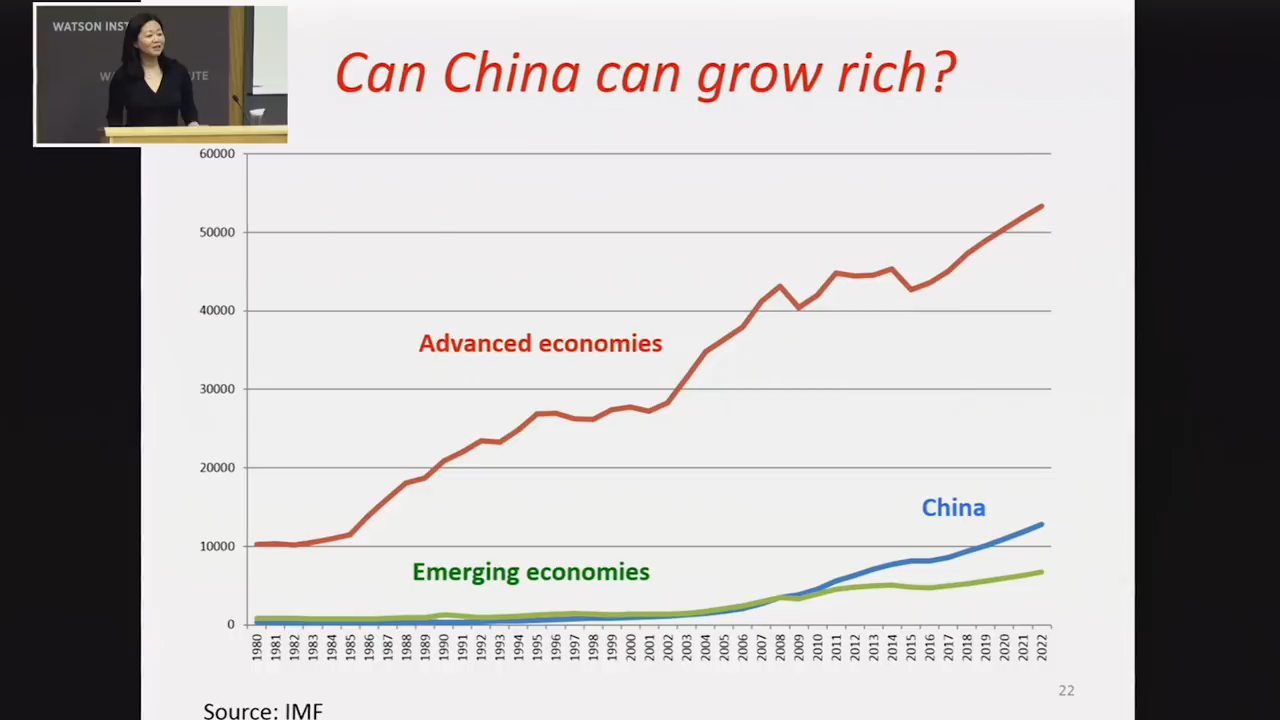 WATSON INST
W UTE
Can China can grow rich?
60000
50000
40000
30000
20000
10000
0
Advanced economies
China
Emerging economies
1980 1981 1982 1983 1984 1985 1986 1987 1988 1989 1990 1991 1992 1993 1994 1995 1996 1997 1998 1999 2000 2001 2002 2003 2004 2005 2006 2007 2008 2009 2010 2011 2012 2013 2014 2015 2016 2017 2018 2019 2020 2021 2022
22
Source: IMF